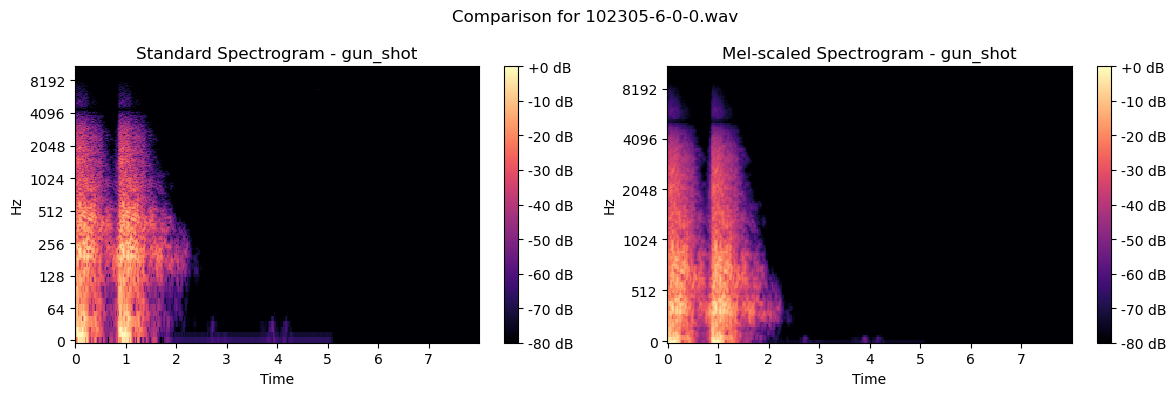 Comparison for 102305-6-0-0.wav
Standard Spectrogram - gun_shot
Hz
8192
4096
2048
1024
512
256
128
64
0
0 1 2 3 4 5 6 7
Time
+0 dB
-10 dB
-20 dB
-30 dB
-40 dB
-50 dB
-60 dB
-70 dB
-80 dB
Mel-scaled Spectrogram - gun_shot
Hz
8192
4096
2048
1024
512
0
0 1 2 3 4 5 6 7
Time
+0 dB
-10 dB
-20 dB
-30 dB
-40 dB
-50 dB
-60 dB
-70 dB
-80 dB